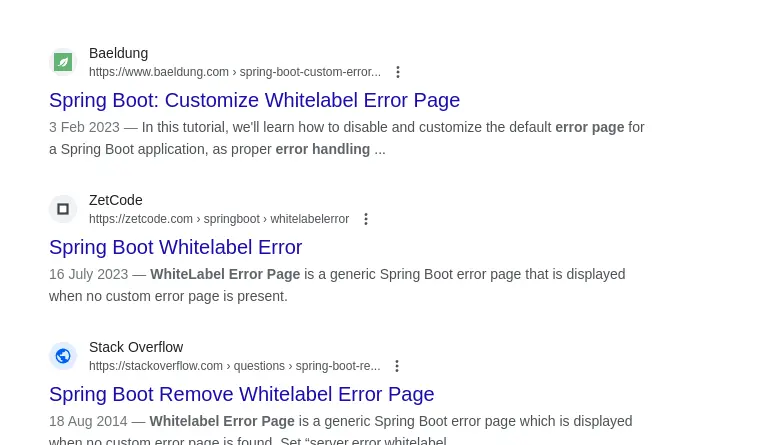 Baeldung
https://www.baeldung.com › spring-boot-custom-error...
Spring Boot: Customize Whitelabel Error Page
3 Feb 2023 — In this tutorial, we'll learn how to disable and customize the default error page for
a Spring Boot application, as proper error handling ...
ZetCode
https://zetcode.com › springboot › whitelabelerror
Spring Boot Whitelabel Error
16 July 2023 — WhiteLabel Error Page is a generic Spring Boot error page that is displayed
when no custom error page is present.
Stack Overflow
https://stackoverflow.com › questions › spring-boot-re...
Spring Boot Remove Whitelabel Error Page
18 Aug 2014 — Whitelabel Error Page is a generic Spring Boot error page which is displayed
when no custom error page is found. Set “server.error.whitelabel